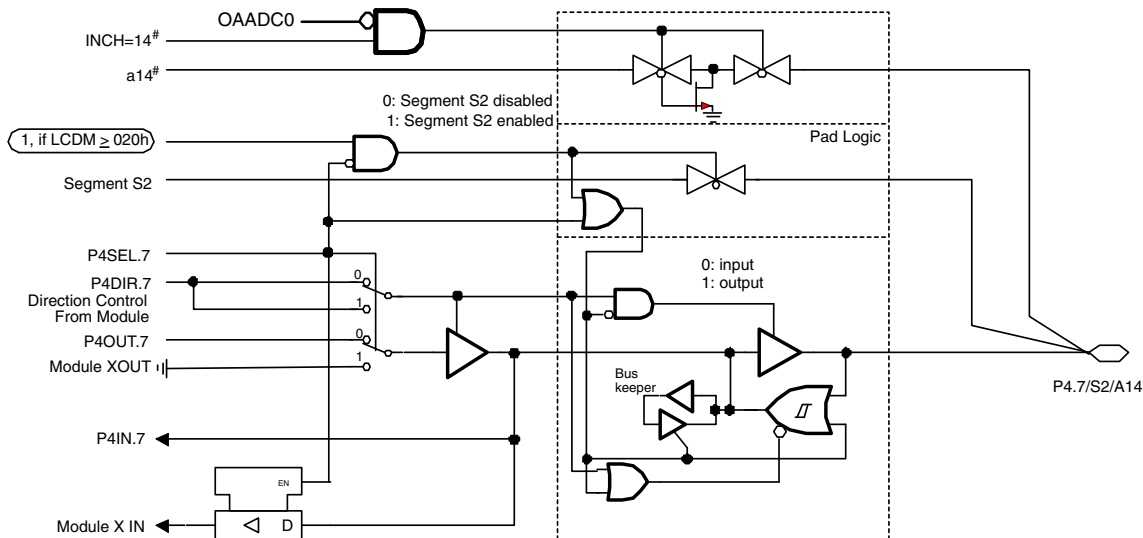 OAADC0
INCH=14#
a14#
0: Segment S2 disabled
1: Segment S2 enabled
Pad Logic
1, if LCDM ≥ 020h
Segment S2
P4SEL.7
P4DIR.7
0
Direction Control
From Module
1
0: input
1: output
P4OUT.7
0
Module XOUT
1
Bus
keeper
P4.7/S2/A14
P4IN.7
EN
Module X IN
D